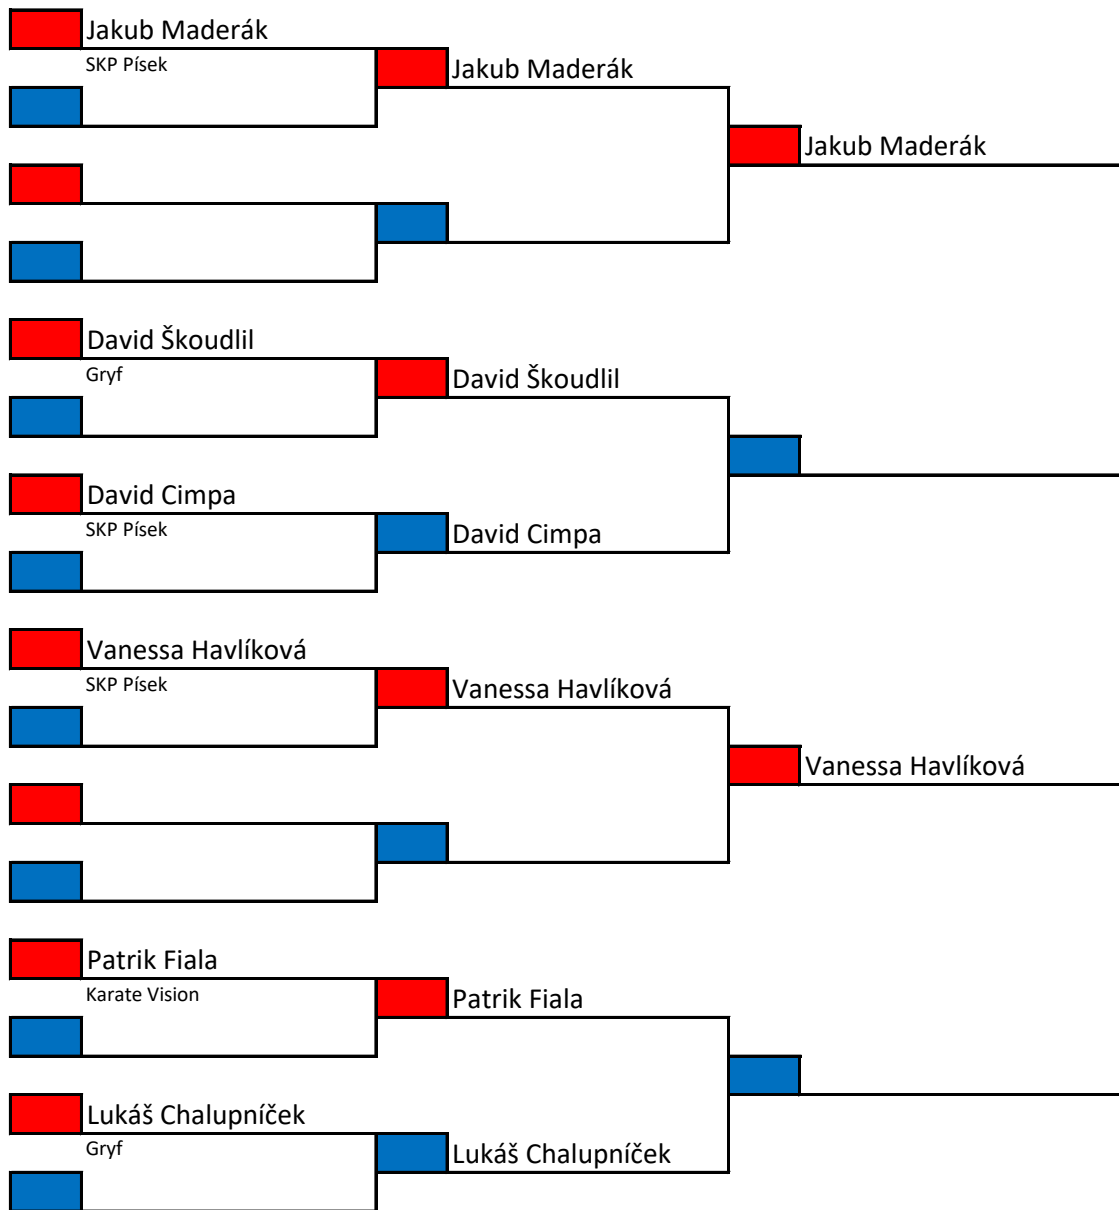 Jakub Maderák
SKP Písek
Jakub Maderák
Jakub Maderák
David Škoudlil
Gryf
David Škoudlil
David Cimpa
SKP Písek
David Cimpa
Vanessa Havlíková
SKP Písek
Vanessa Havlíková
Vanessa Havlíková
Patrik Fiala
Karate Vision
Patrik Fiala
Lukáš Chalupníček
Gryf
Lukáš Chalupníček